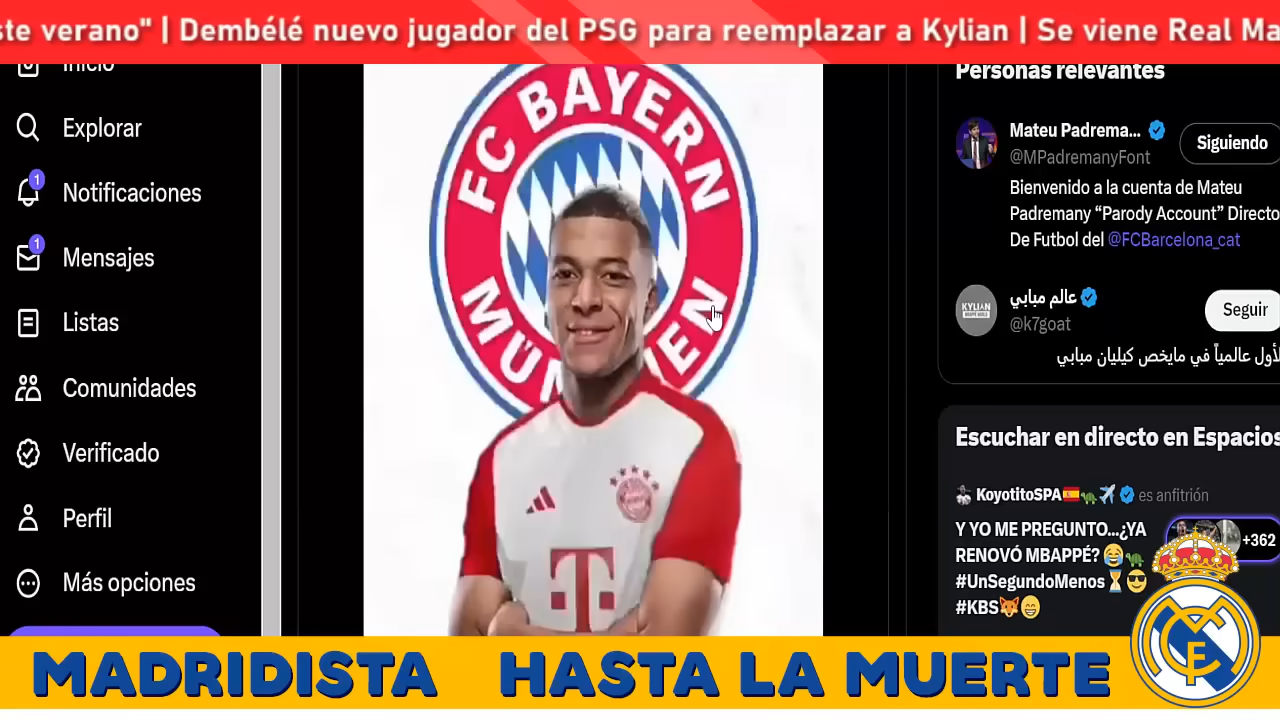 ste verano" | Dembélé nuevo jugador del PSG para reemplazar a Kylian | Se viene Real Ma
Inicio
Explorar
1
Notificaciones
1
Mensajes
Listas
Comunidades
Verificado
Perfil
Más opciones
FC BAYERN
MÜNCHEN
T
Personas relevantes
Mateu Padrema...
@MPadremanyFont
Siguiendo
Bienvenido a la cuenta de Mateu
Padremany “Parody Account” Directo
De Futbol del @FCBarcelona_cat
KYLIAN
عالم مبابي
@k7goat
Seguir
لأول عالمياً في مايخص كيليان مبابي
Escuchar en directo en Espacios
KoyotitoSPA🇪🇸🐢✈️ es anfitrión
Y YO ME PREGUNTO...¿YA
RENOVÓ MBAPPÉ?😂🐢
#UnSegundoMenos⏳😎
#KBS🦊😁
+362
MADRIDISTA HASTA LA MUERTE